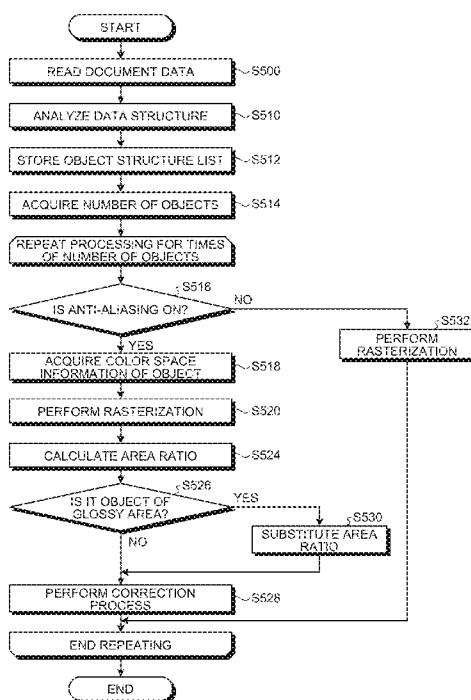 START
READ DOCUMENT DATA
S500
ANALYZE DATA STRUCTURE
S510
STORE OBJECT STRUCTURE LIST
S512
ACQUIRE NUMBER OF OBJECTS
S514
REPEAT PROCESSING FOR TIMES
OF NUMBER OF OBJECTS
S516
IS ANTI-ALIASING ON?
NO
S532
PERFORM
RASTERIZATION
YES
ACQUIRE COLOR SPACE
INFORMATION OF OBJECT
S518
PERFORM RASTERIZATION
S520
CALCULATE AREA RATIO
S524
S526
IS IT OBJECT OF
GLOSSY AREA?
YES
S530
SUBSTITUTE AREA
RATIO
NO
PERFORM CORRECTION
PROCESS
S528
END REPEATING
END